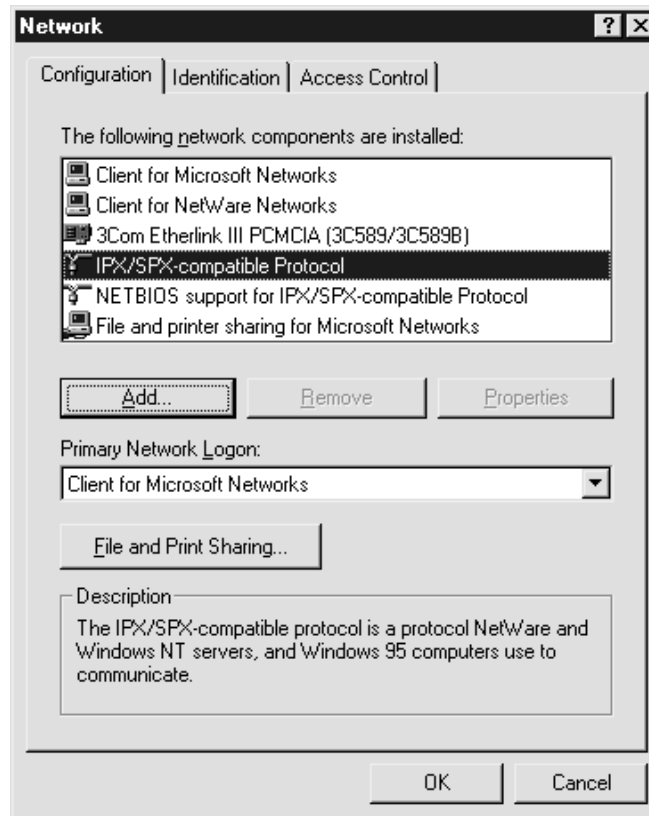 Network
Configuration Identification Access Control
The following network components are installed:
Client for Microsoft Networks
Client for NetWare Networks
3Com Etherlink III PCMCIA (3C589/3C589B)
IPX/SPX-compatible Protocol
NETBIOS support for IPX/SPX-compatible Protocol
File and printer sharing for Microsoft Networks
Add... Remove Properties
Primary Network Logon:
Client for Microsoft Networks
File and Print Sharing...
Description
The IPX/SPX-compatible protocol is a protocol NetWare and
Windows NT servers, and Windows 95 computers use to
communicate.
OK Cancel